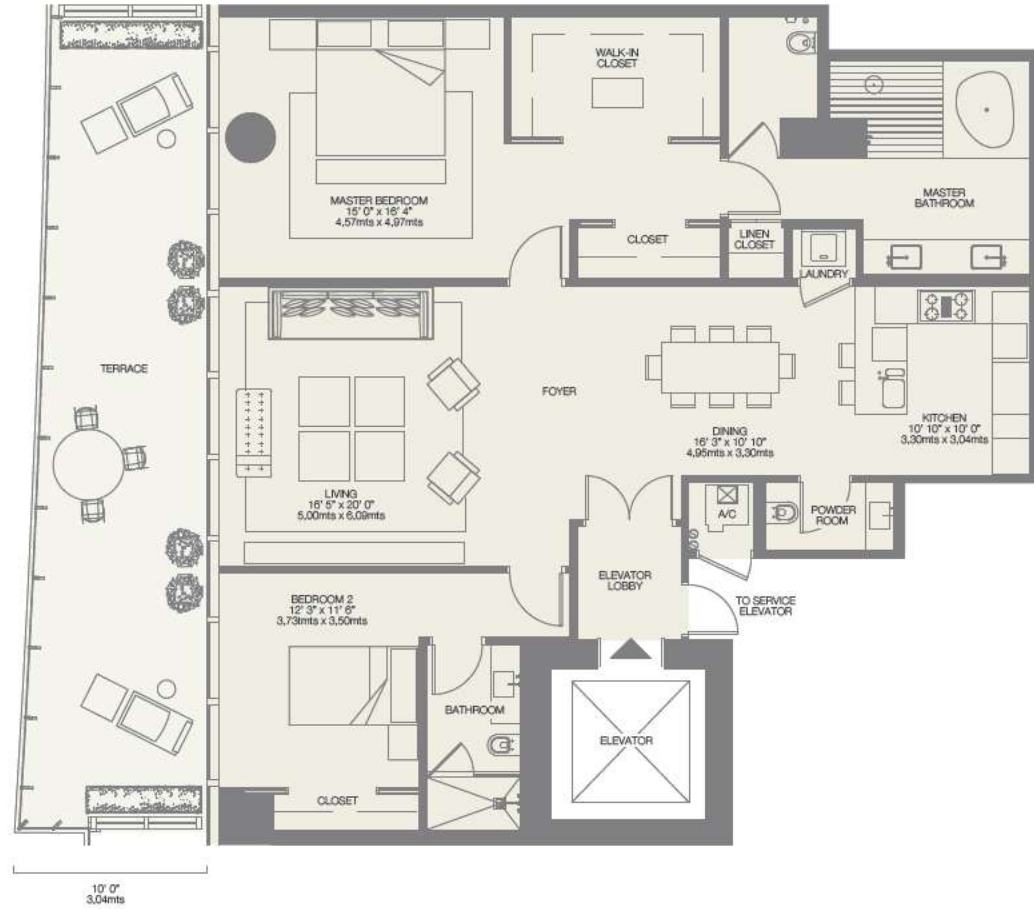 WALK-IN
CLOSET
MASTER BEDROOM
15' 0" x 16' 4"
4,57mts x 4,97mts
MASTER
BATHROOM
CLOSET
LINEN
CLOSET
LAUNDRY
TERRACE
FOYER
KITCHEN
10' 10" x 10' 0"
3,30mts x 3,04mts
DINING
16' 3" x 10' 10"
4,95mts x 3,30mts
LIVING
16' 5" x 20' 0"
5,00mts x 6,09mts
A/C
POWDER
ROOM
ELEVATOR
LOBBY
TO SERVICE
ELEVATOR
BEDROOM 2
12' 3" x 11' 6"
3,73mts x 3,50mts
BATHROOM
ELEVATOR
CLOSET
10' 0"
3,04mts